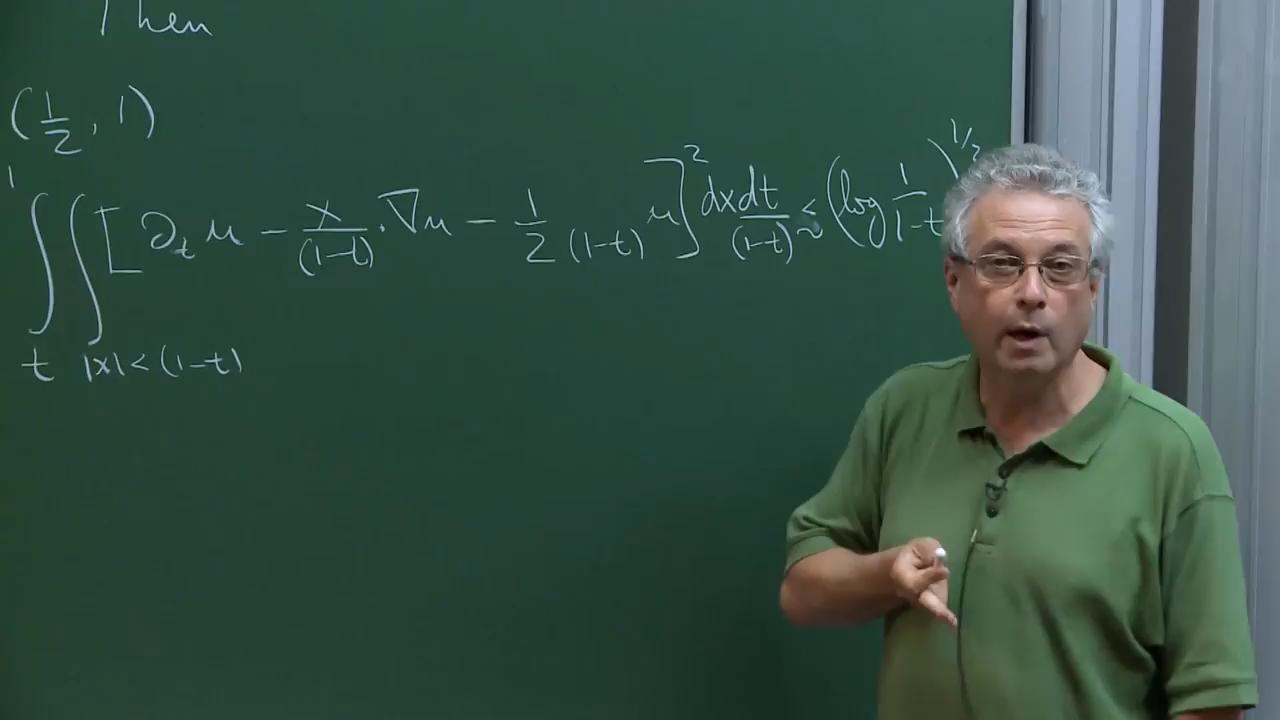 Then
(1/2, 1)
∫_t^1 ∫_{|x|<(1-t)} [∂_t u - x/(1-t) · ∇u - 1/2 1/(1-t) u]^2 dxdt/(1-t) ≲ (log 1/1-t)^{1/2}